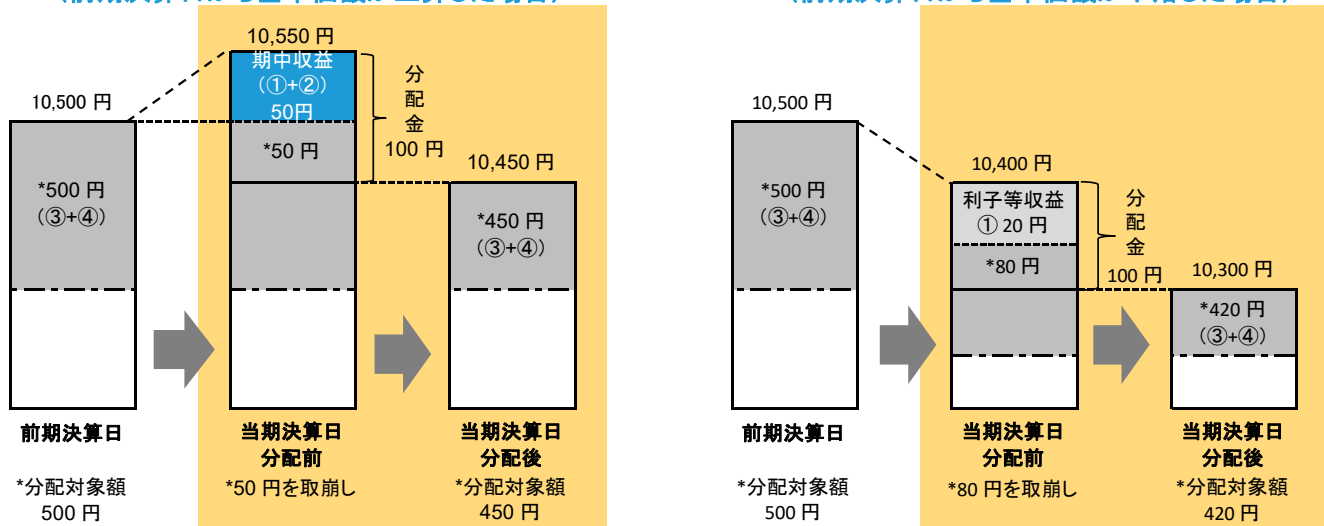 10,550 円
期中収益
（①+②）
50円
分
配
金
100 円
10,500 円
*500 円
（③+④）
*50 円
10,450 円
*450 円
（③+④）
前期決算日
当期決算日
分配前
当期決算日
分配後
*分配対象額
500 円
*50 円を取崩し
*分配対象額
450 円
10,500 円
*500 円
（③+④）
10,400 円
利子等収益
① 20 円
*80 円
分
配
金
100 円
10,300 円
*420 円
（③+④）
前期決算日
当期決算日
分配前
当期決算日
分配後
*分配対象額
500 円
*80 円を取崩し
*分配対象額
420 円